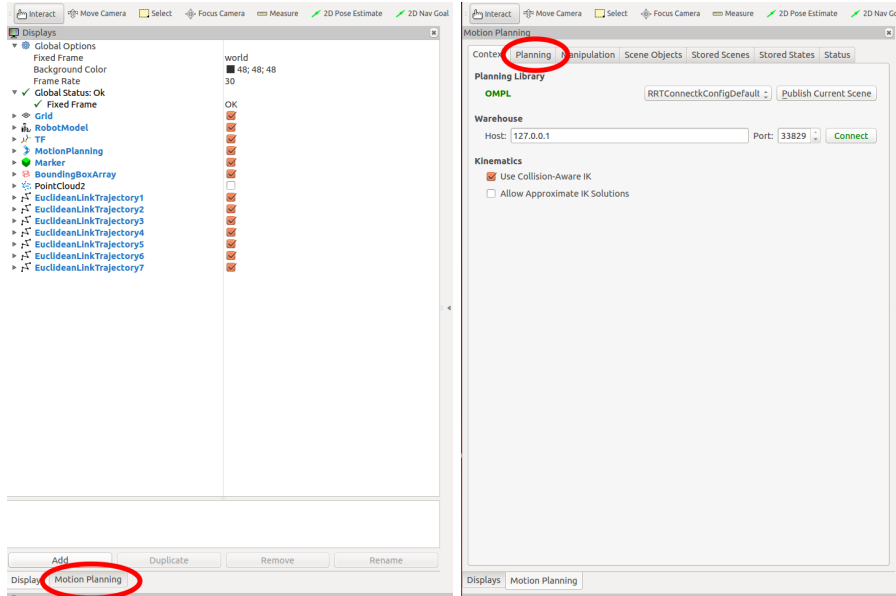 Interact Move Camera Select Focus Camera Measure 2D Pose Estimate 2D Nav Goal
Displays
Global Options
Fixed Frame world
Background Color 48; 48; 48
Frame Rate 30
Global Status: Ok
Fixed Frame OK
Grid
RobotModel
TF
MotionPlanning
Marker
BoundingBoxArray
PointCloud2
EuclideanLinkTrajectory1
EuclideanLinkTrajectory2
EuclideanLinkTrajectory3
EuclideanLinkTrajectory4
EuclideanLinkTrajectory5
EuclideanLinkTrajectory6
EuclideanLinkTrajectory7
Add Duplicate Remove Rename
Display Motion Planning
Interact Move Camera Select Focus Camera Measure 2D Pose Estimate 2D Nav Go
Motion Planning
Context Planning Manipulation Scene Objects Stored Scenes Stored States Status
Planning Library
OMPL RRTConnectkConfigDefault Publish Current Scene
Warehouse
Host: 127.0.0.1 Port: 33829 Connect
Kinematics
Use Collision-Aware IK
Allow Approximate IK Solutions
Displays Motion Planning